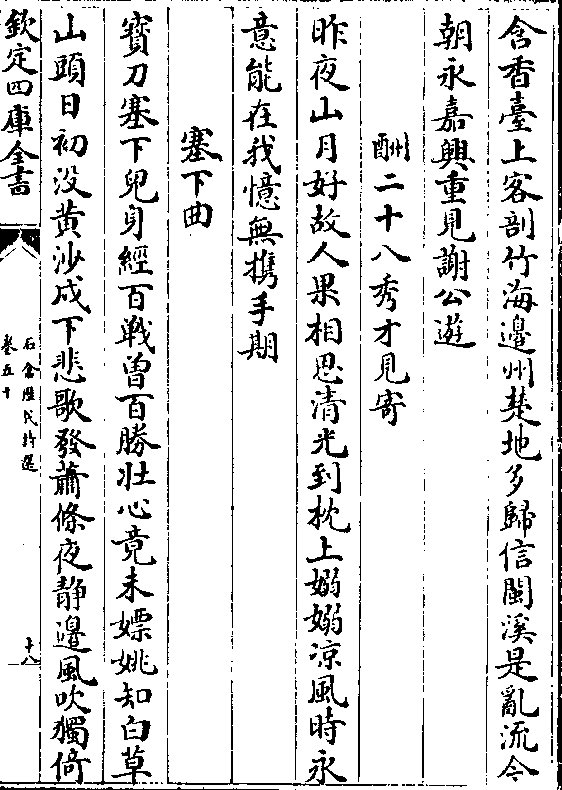 含香臺上客剖竹海邊州楚地多歸信閩溪是亂流今
朝永嘉興重見謝公遊
酬二十八秀才見寄
昨夜山月好故人果相思清光到枕上嫋嫋凉風時永
意能在我憶無携手期
塞下曲
寶刀塞下兒身經百戰曾百勝壯心竟未嫖姚知白草
山頭日初没黄沙戍下悲歌發蕭條夜静邊風吹獨倚
石倉歷代詩選
卷五十
十八
欽定四庫全書